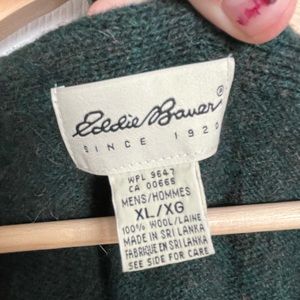 Eddie Bauer ®
SINCE 1920
WPL 9647
CA 00665
MENS/HOMMES
XL/XG
100% WOOL/LAINE
MADE IN SRI LANKA
FABRIQUE EN SRI LANKA
SEE SIDE FOR CARE